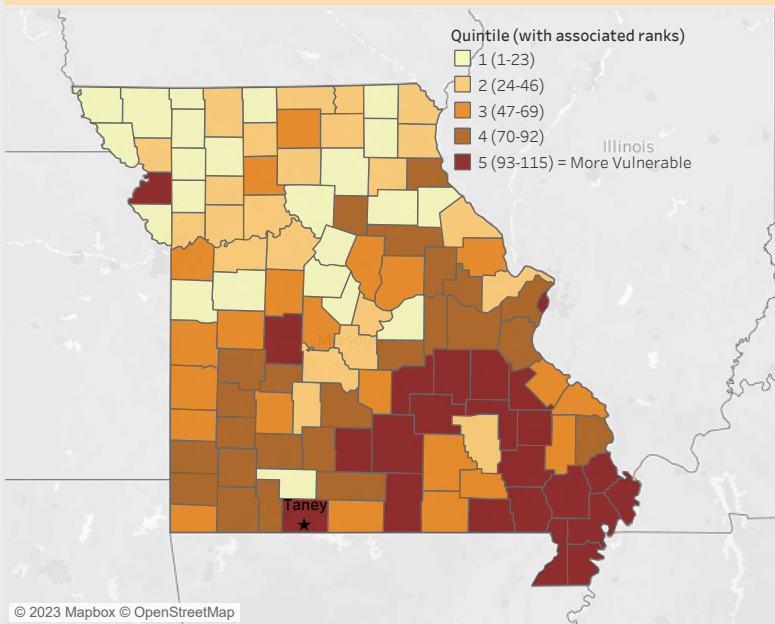 Quintile (with associated ranks)
1 (1-23)
2 (24-46)
3 (47-69)
4 (70-92)
5 (93-115) = More Vulnerable
Illinois
Missouri
Taney
© 2023 Mapbox © OpenStreetMap